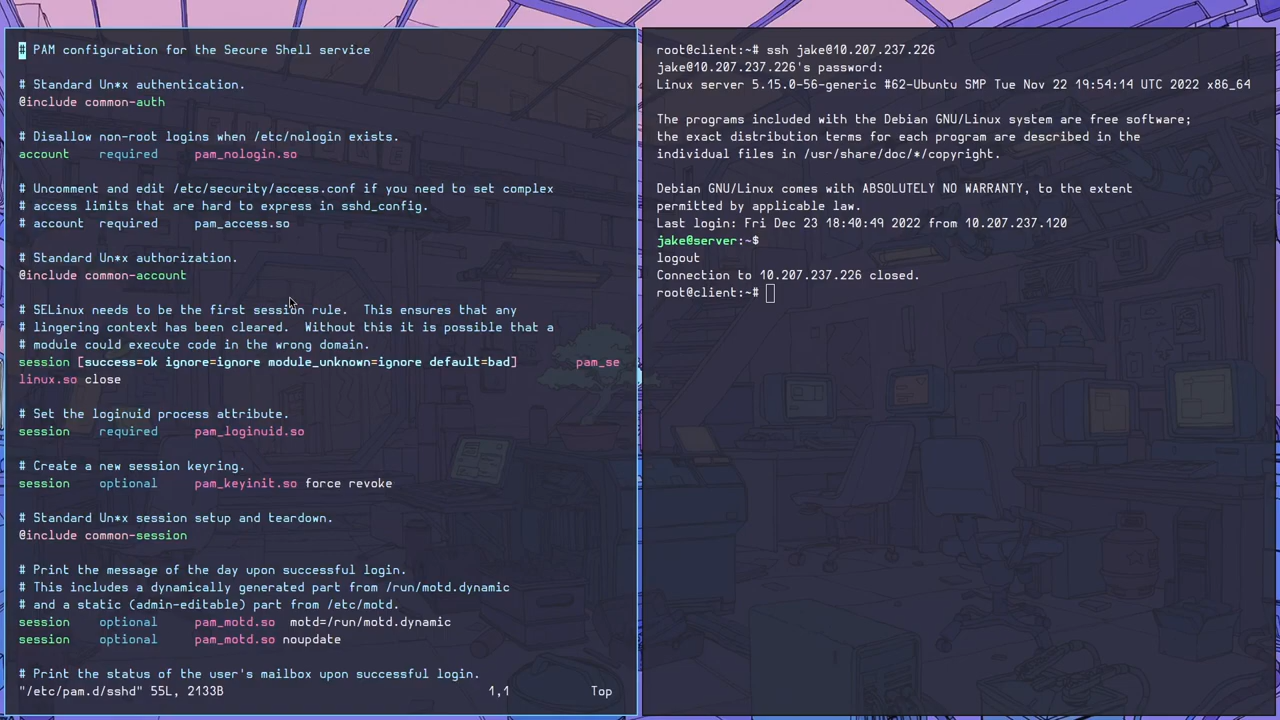 # PAM configuration for the Secure Shell service
# Standard Un*x authentication.
@include common-auth
# Disallow non-root logins when /etc/nologin exists.
account    required     pam_nologin.so
# Uncomment and edit /etc/security/access.conf if you need to set complex
# access limits that are hard to express in sshd_config.
# account  required     pam_access.so
# Standard Un*x authorization.
@include common-account
# SELinux needs to be the first session rule.  This ensures that any
# lingering context has been cleared.  Without this it is possible that a
# module could execute code in the wrong domain.
session [success=ok ignore=ignore module_unknown=ignore default=bad]        pam_se
linux.so close
# Set the loginuid process attribute.
session    required     pam_loginuid.so
# Create a new session keyring.
session    optional     pam_keyinit.so force revoke
# Standard Un*x session setup and teardown.
@include common-session
# Print the message of the day upon successful login.
# This includes a dynamically generated part from /run/motd.dynamic
# and a static (admin-editable) part from /etc/motd.
session    optional     pam_motd.so  motd=/run/motd.dynamic
session    optional     pam_motd.so noupdate
# Print the status of the user's mailbox upon successful login.
"/etc/pam.d/sshd" 55L, 2133B                                     1,1           Top
root@client:~# ssh jake@10.207.237.226
jake@10.207.237.226's password:
Linux server 5.15.0-56-generic #62-Ubuntu SMP Tue Nov 22 19:54:14 UTC 2022 x86_64
The programs included with the Debian GNU/Linux system are free software;
the exact distribution terms for each program are described in the
individual files in /usr/share/doc/*/copyright.
Debian GNU/Linux comes with ABSOLUTELY NO WARRANTY, to the extent
permitted by applicable law.
Last login: Fri Dec 23 18:40:49 2022 from 10.207.237.120
jake@server:~$
logout
Connection to 10.207.237.226 closed.
root@client:~#